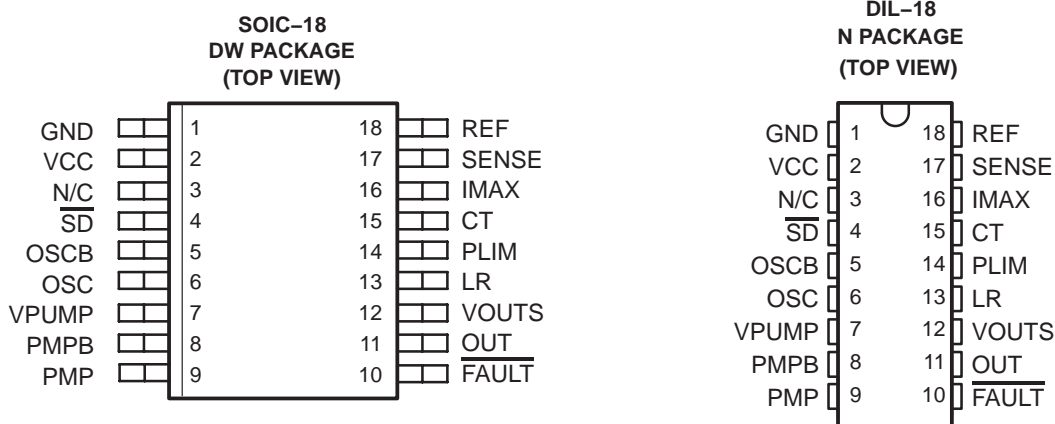 SOIC–18
DW PACKAGE
(TOP VIEW)
GND 1 18 REF
VCC 2 17 SENSE
N/C 3 16 IMAX
SD 4 15 CT
OSCB 5 14 PLIM
OSC 6 13 LR
VPUMP 7 12 VOUTS
PMPB 8 11 OUT
PMP 9 10 FAULT
DIL–18
N PACKAGE
(TOP VIEW)
GND 1 18 REF
VCC 2 17 SENSE
N/C 3 16 IMAX
SD 4 15 CT
OSCB 5 14 PLIM
OSC 6 13 LR
VPUMP 7 12 VOUTS
PMPB 8 11 OUT
PMP 9 10 FAULT